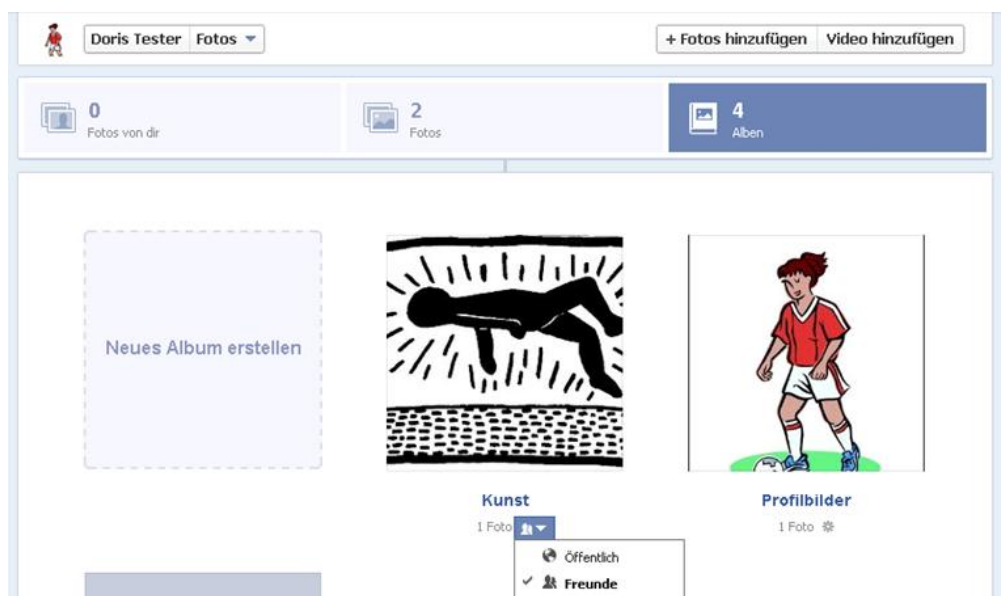 Doris Tester Fotos
+ Fotos hinzufügen Video hinzufügen
0
Fotos von dir
2
Fotos
4
Alben
Neues Album erstellen
Kunst
1 Foto
Profilbilder
1 Foto
Öffentlich
Freunde